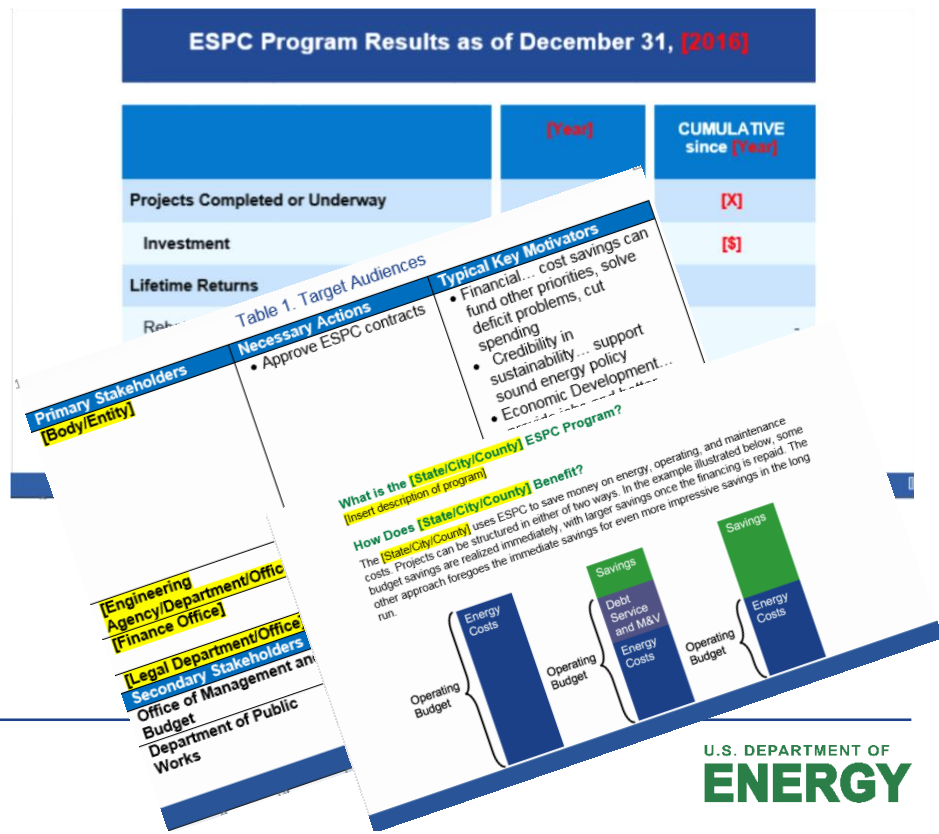 ESPC Program Results as of December 31, [2016]
[Year]
CUMULATIVE
since [Year]
Projects Completed or Underway
[X]
Investment
[$]
Lifetime Returns
Table 1. Target Audiences
Primary Stakeholders
Necessary Actions
Typical Key Motivators
[Body/Entity]
• Approve ESPC contracts
• Financial… cost savings can
fund other priorities, solve
deficit problems, cut
spending
• Credibility in
sustainability… support
sound energy policy
• Economic Development…
[Engineering
Agency/Department/Offic
[Finance Office]
[Legal Department/Office]
Secondary Stakeholders
Office of Management and
Budget
Department of Public
Works
What is the [State/City/County] ESPC Program?
[Insert description of program]
How Does [State/City/County] Benefit?
The [State/City/County] uses ESPC to save money on energy, operating, and maintenance
costs. Projects can be structured in either of two ways. In the example illustrated below, some
budget savings are realized immediately, with larger savings once the financing is repaid. The
other approach foregoes the immediate savings for even more impressive savings in the long
run.
Operating
Budget
Energy
Costs
Operating
Budget
Savings
Debt
Service
and M&V
Energy
Costs
Operating
Budget
Savings
Energy
Costs
U.S. DEPARTMENT OF
ENERGY